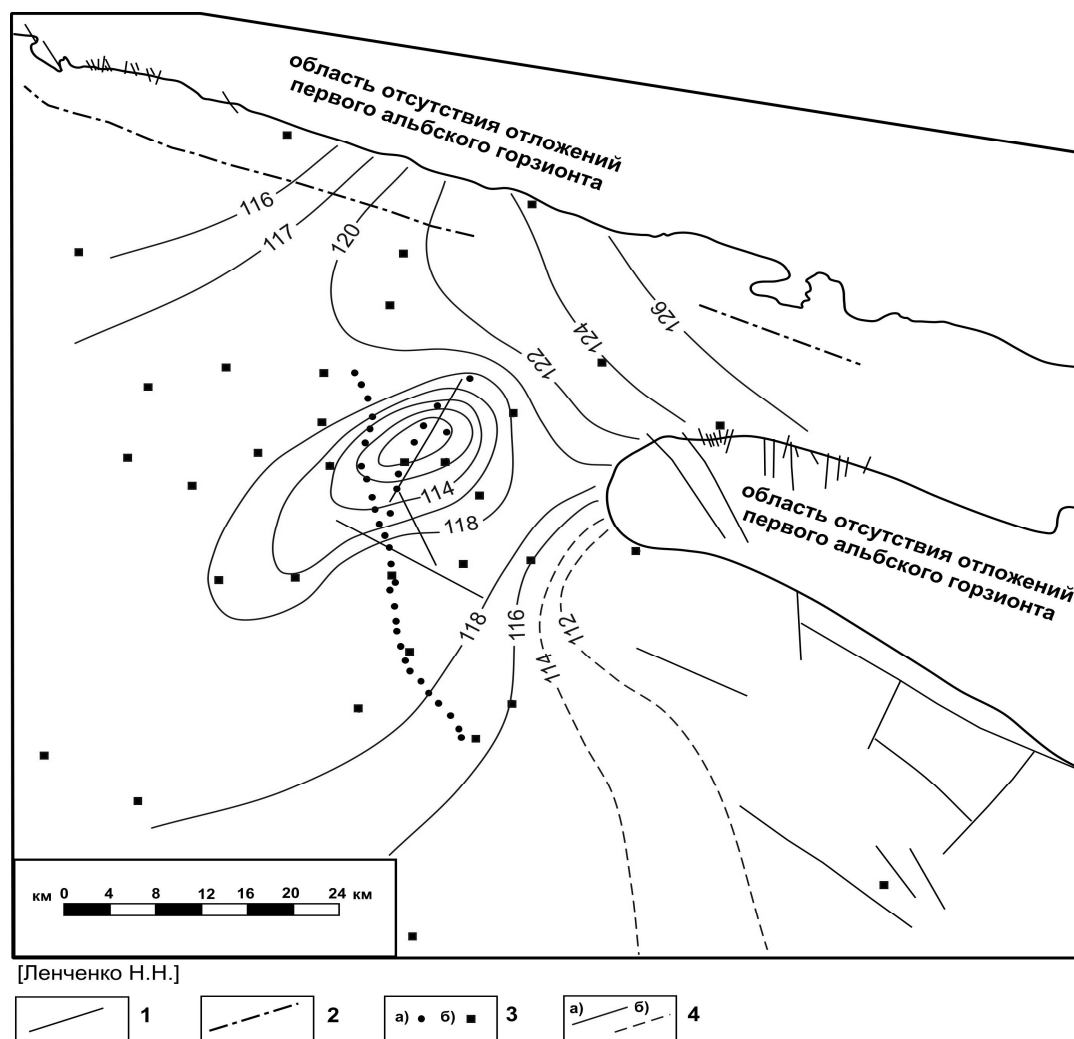 область отсутствия отложений
первого альбского горзионта
116
117
120
122
124
126
114
118
область отсутствия отложений
первого альбского горзионта
118
116
114
112
км 0 4 8 12 16 20 24 км
[Ленченко Н.Н.]
1
2
а) б) 3
а) б) 4